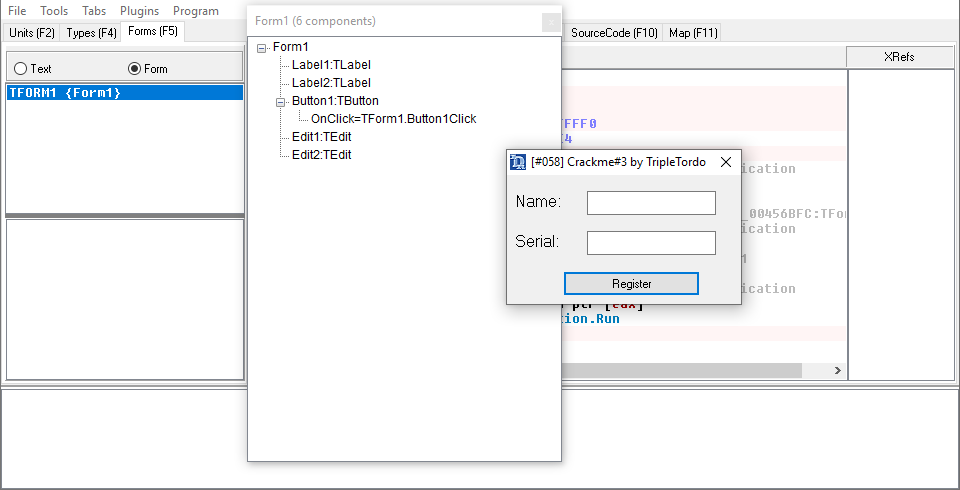 File Tools Tabs Plugins Program
Units (F2) Types (F4) Forms (F5) SourceCode (F10) Map (F11)
Form1 (6 components)
Text Form
XRefs
TFORM1 {Form1}
Form1
Label1:TLabel
Label2:TLabel
Button1:TButton
OnClick=TForm1.Button1Click
Edit1:TEdit
Edit2:TEdit
[#058] Crackme#3 by TripleTordo
Name:
Serial:
Register
FFF0
4
ication
_00456BFC:TFor
ication
1
ication
ptr [edx]
tion.Run